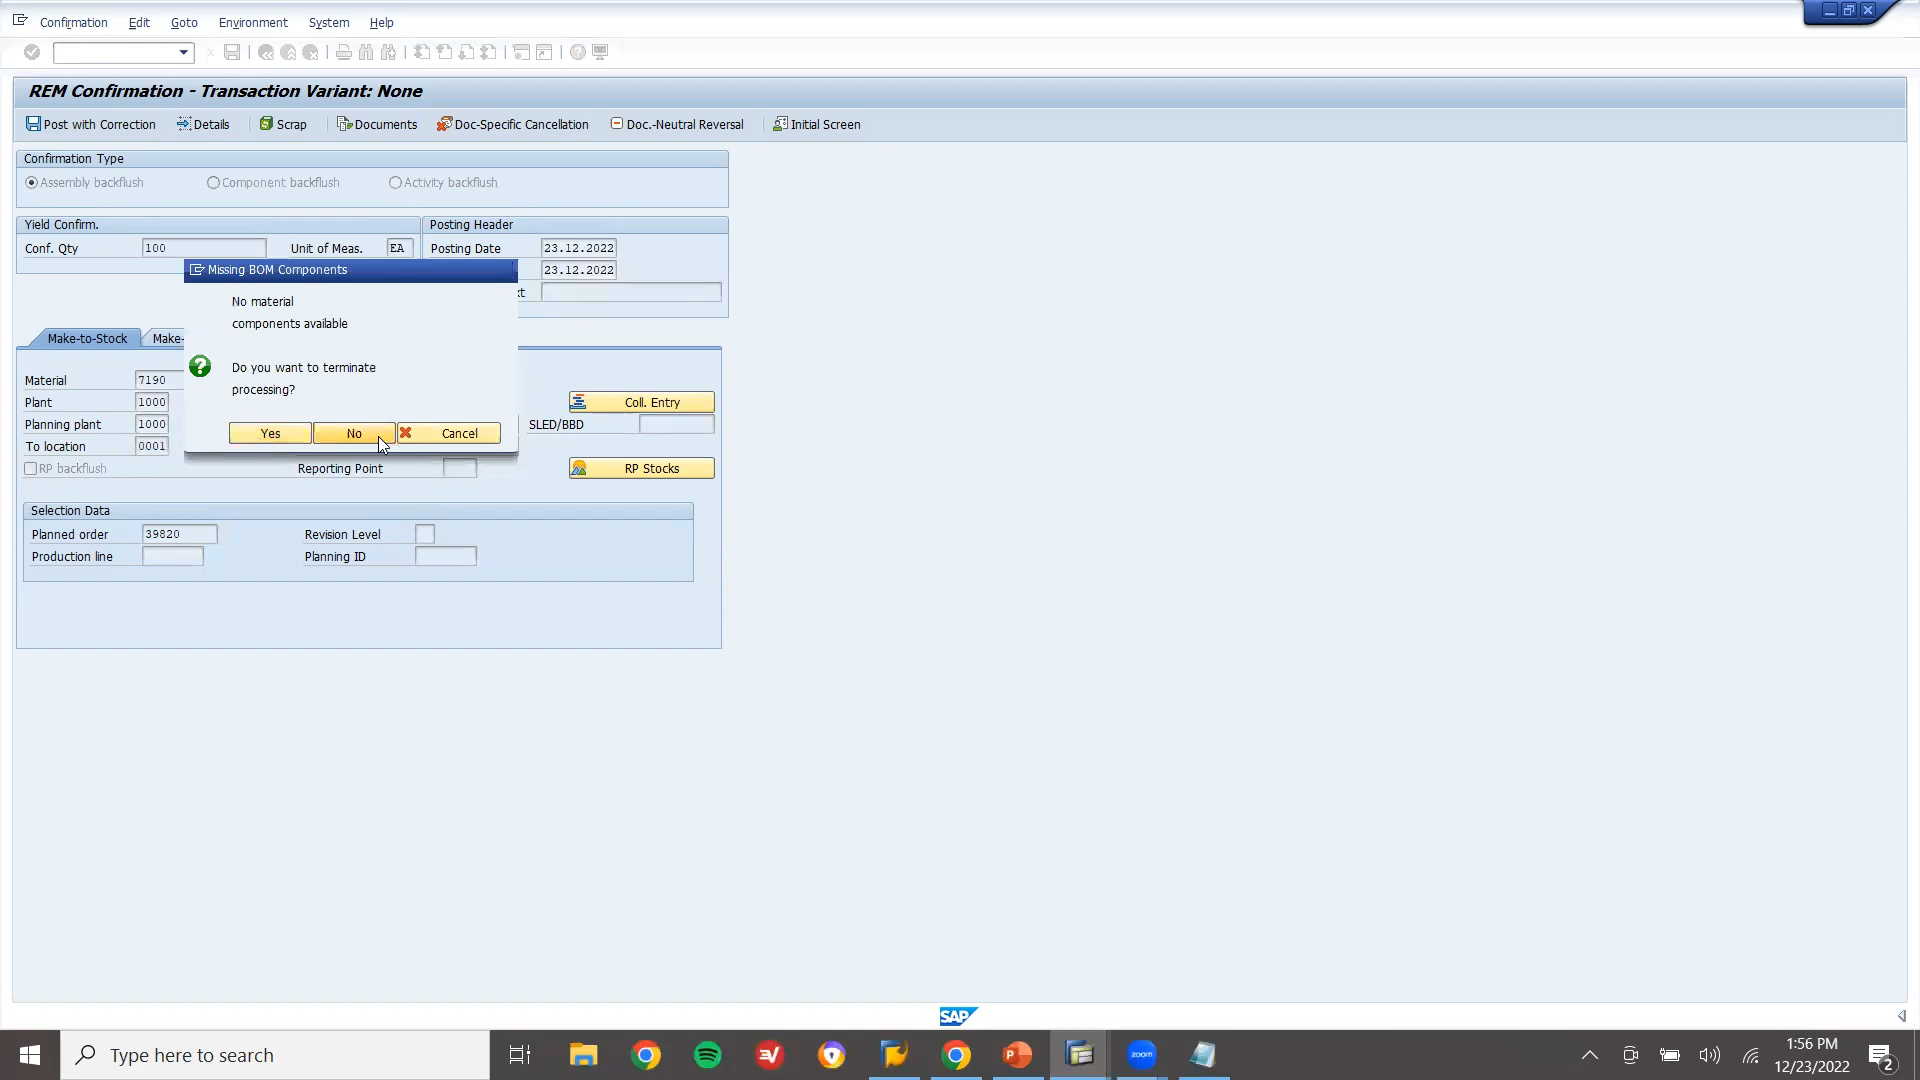 Confirmation Edit Goto Environment System Help
REM Confirmation - Transaction Variant: None
Post with Correction Details Scrap Documents Doc-Specific Cancellation Doc.-Neutral Reversal Initial Screen
Confirmation Type
Assembly backflush Component backflush Activity backflush
Yield Confirm. Posting Header
Conf. Qty 100 Unit of Meas. EA Posting Date 23.12.2022
23.12.2022
xt
Missing BOM Components
No material
components available
Do you want to terminate
processing?
Yes No Cancel
Make-to-Stock Make-
Material 7190
Plant 1000 Coll. Entry
Planning plant 1000 SLED/BBD
To location 0001
RP backflush Reporting Point RP Stocks
Selection Data
Planned order 39820 Revision Level
Production line Planning ID
SAP
Type here to search
zoom
1:56 PM
12/23/2022
2